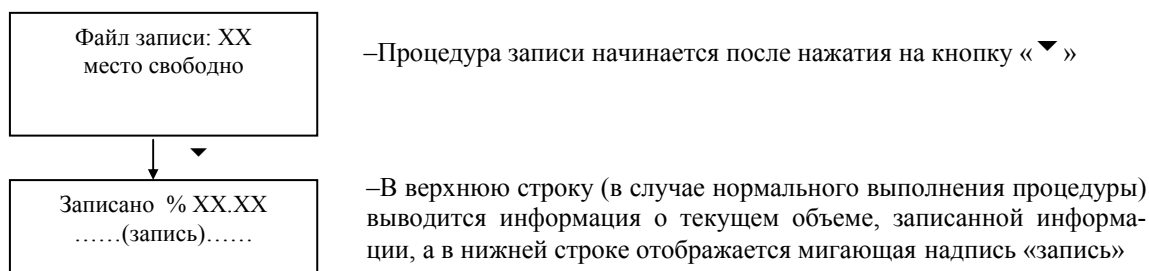 Файл записи: XX
место свободно
–Процедура записи начинается после нажатия на кнопку «▼»
Записано % XX.XX
……(запись)……
–В верхнюю строку (в случае нормального выполнения процедуры)
выводится информация о текущем объеме, записанной информа-
ции, а в нижней строке отображается мигающая надпись «запись»